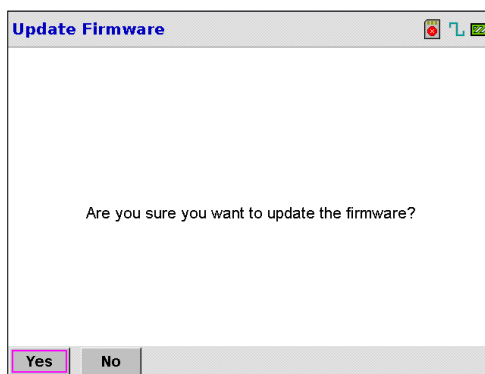 Update Firmware
Are you sure you want to update the firmware?
Yes No